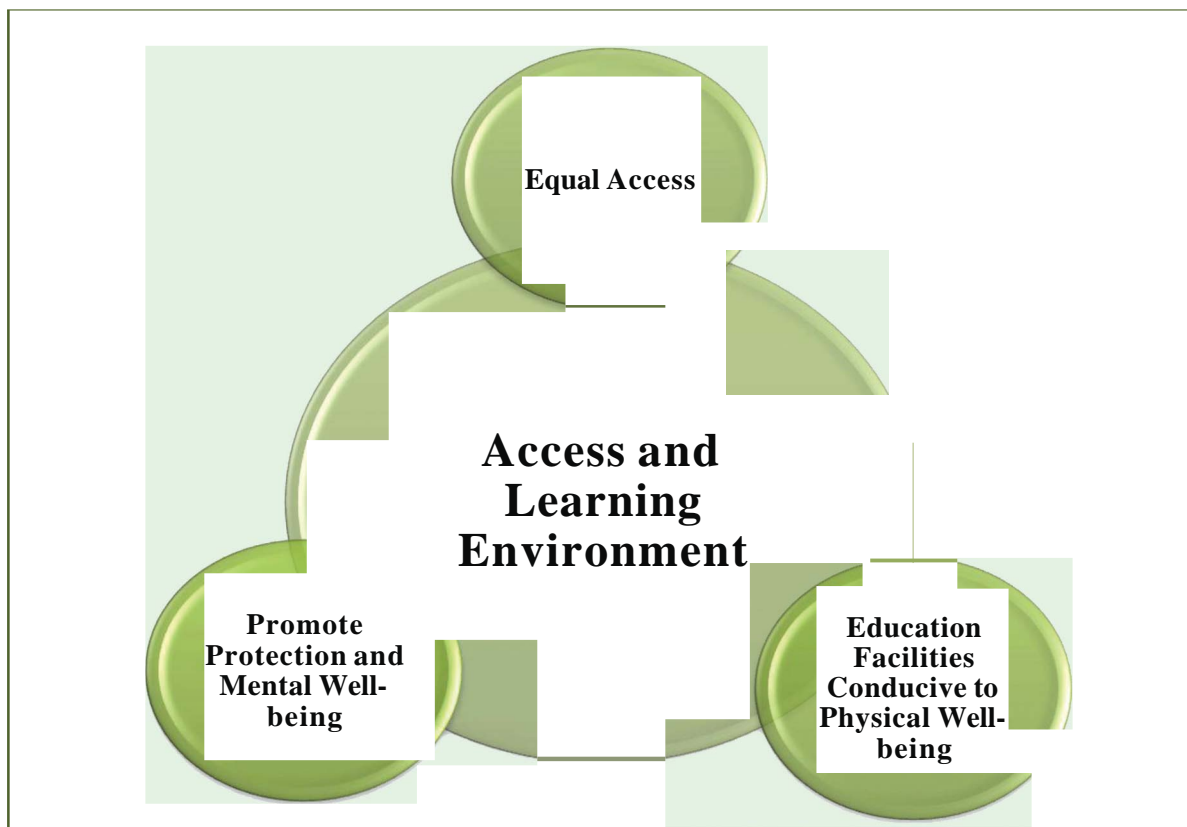 Equal Access
Access and
Learning
Environment
Promote
Protection and
Mental Well-
being
Education
Facilities
Conducive to
Physical Well-
being